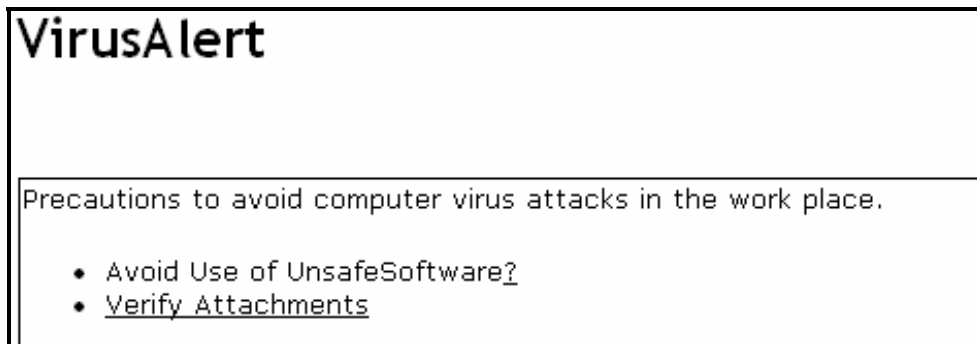 VirusAlert
Precautions to avoid computer virus attacks in the work place.
• Avoid Use of UnsafeSoftware?
• Verify Attachments